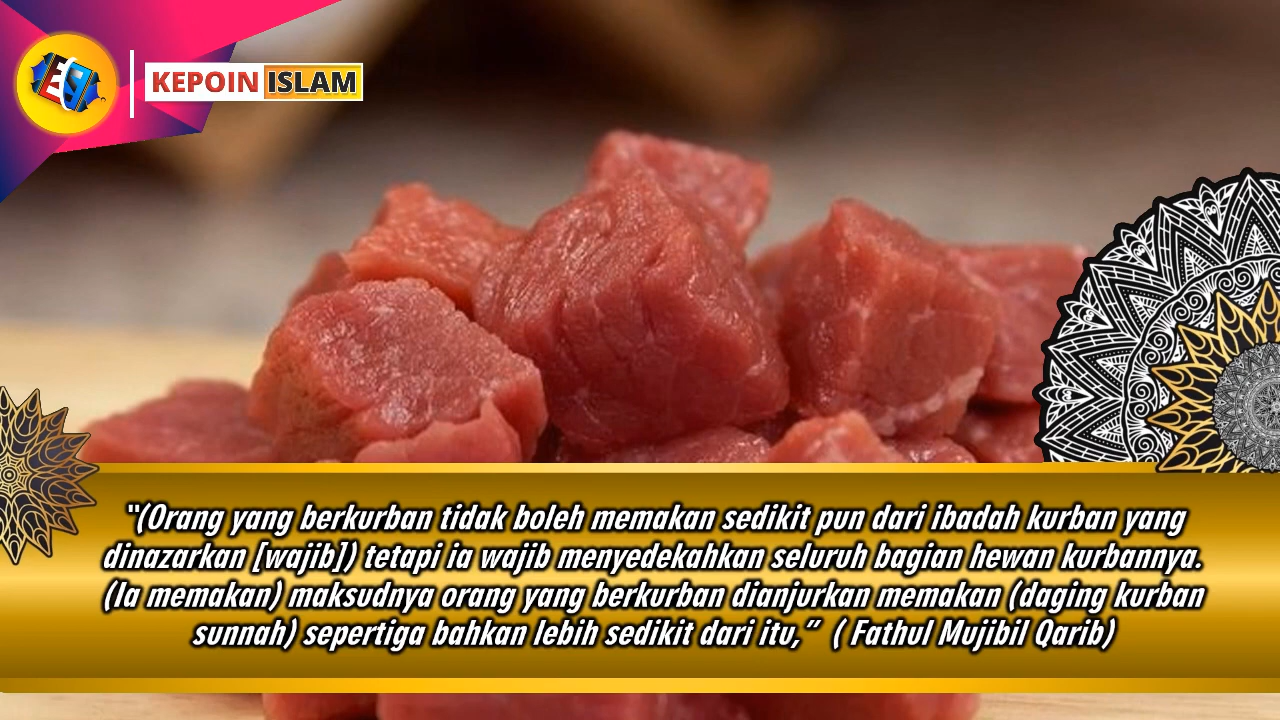 KEPOIN ISLAM
"(Orang yang berkurban tidak boleh memakan sedikit pun dari ibadah kurban yang
dinazarkan [wajib]) tetapi ia wajib menyedekahkan seluruh bagian hewan kurbannya.
(Ia memakan) maksudnya orang yang berkurban dianjurkan memakan (daging kurban
sunnah) sepertiga bahkan lebih sedikit dari itu,” ( Fathul Mujibil Qarib)